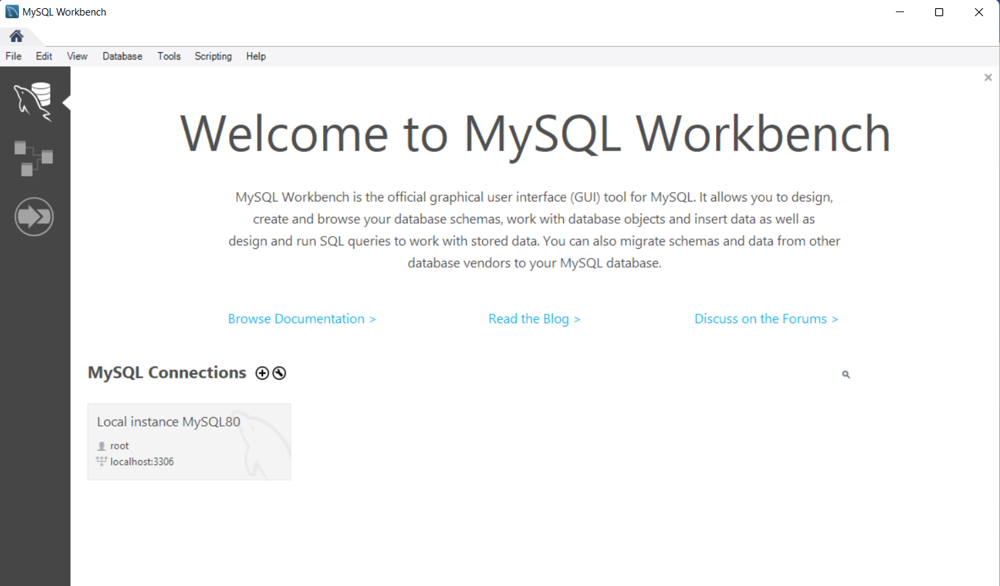 MySQL Workbench
File Edit View Database Tools Scripting Help
Welcome to MySQL Workbench
MySQL Workbench is the official graphical user interface (GUI) tool for MySQL. It allows you to design,
create and browse your database schemas, work with database objects and insert data as well as
design and run SQL queries to work with stored data. You can also migrate schemas and data from other
database vendors to your MySQL database.
Browse Documentation > Read the Blog > Discuss on the Forums >
MySQL Connections
Local instance MySQL80
root
localhost:3306